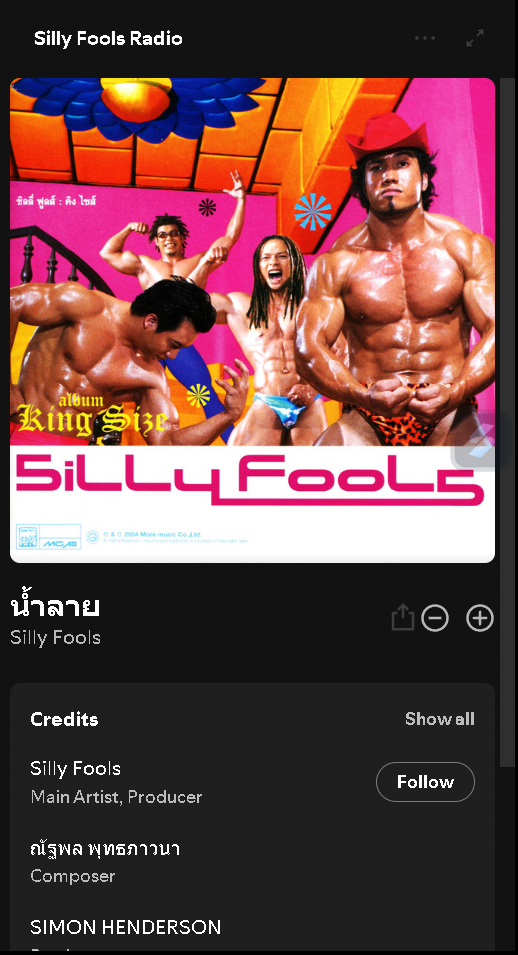 Silly Fools Radio
ซิลลี่ ฟูลส์ : คิง ไซส์
album
King Size
SiLLy FooLS
MGA
© & © 2004 More music Co.,Ltd.
น้ำลาย
Silly Fools
Credits
Show all
Silly Fools
Follow
Main Artist, Producer
ณัฐพล พุทธภาวนา
Composer
SIMON HENDERSON